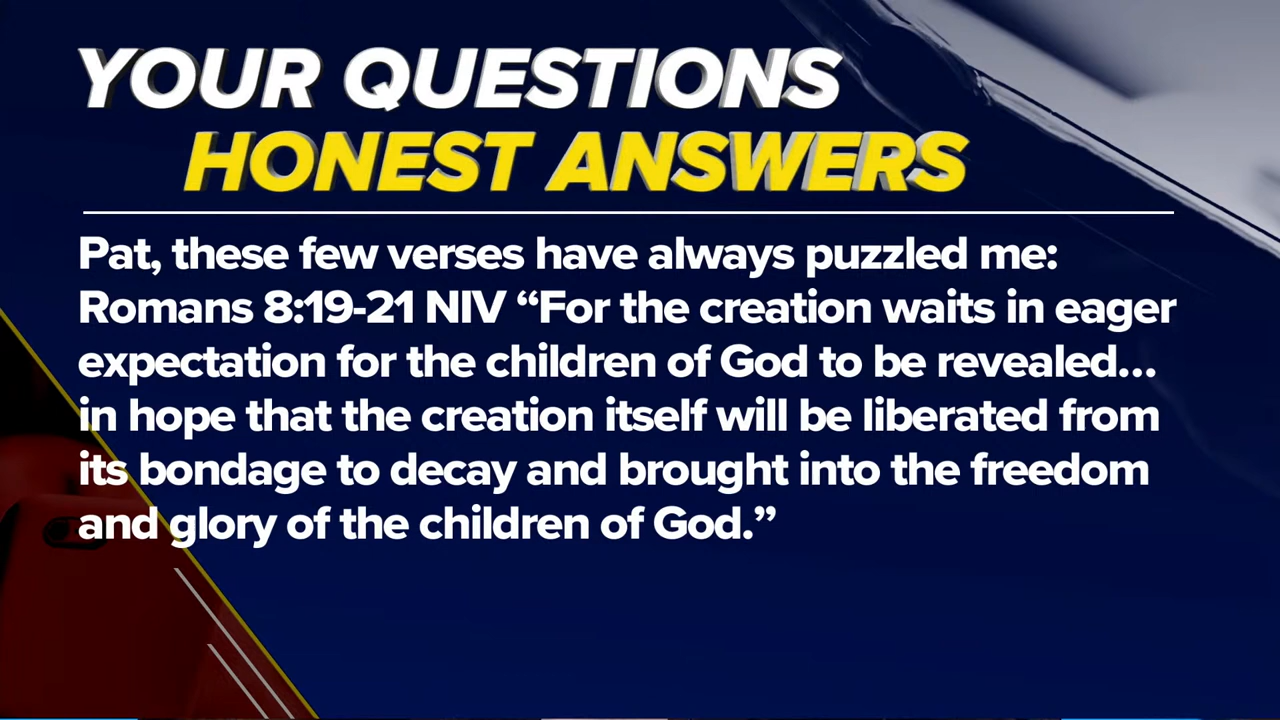 YOUR QUESTIONS
HONEST ANSWERS
Pat, these few verses have always puzzled me:
Romans 8:19-21 NIV “For the creation waits in eager
expectation for the children of God to be revealed...
in hope that the creation itself will be liberated from
its bondage to decay and brought into the freedom
and glory of the children of God.”